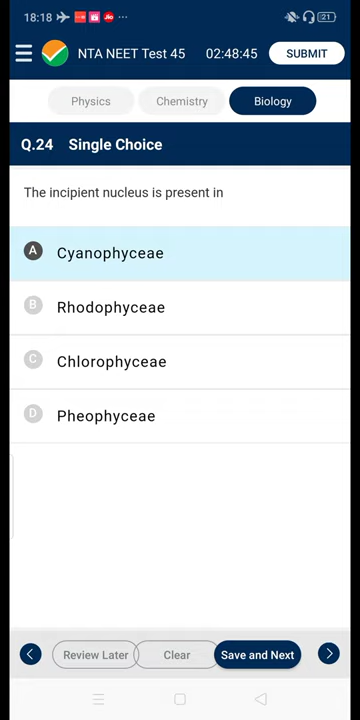 18:18
21
NTA NEET Test 45 02:48:45 SUBMIT
Physics Chemistry Biology
Q.24 Single Choice
The incipient nucleus is present in
A Cyanophyceae
B Rhodophyceae
C Chlorophyceae
D Pheophyceae
Review Later Clear Save and Next